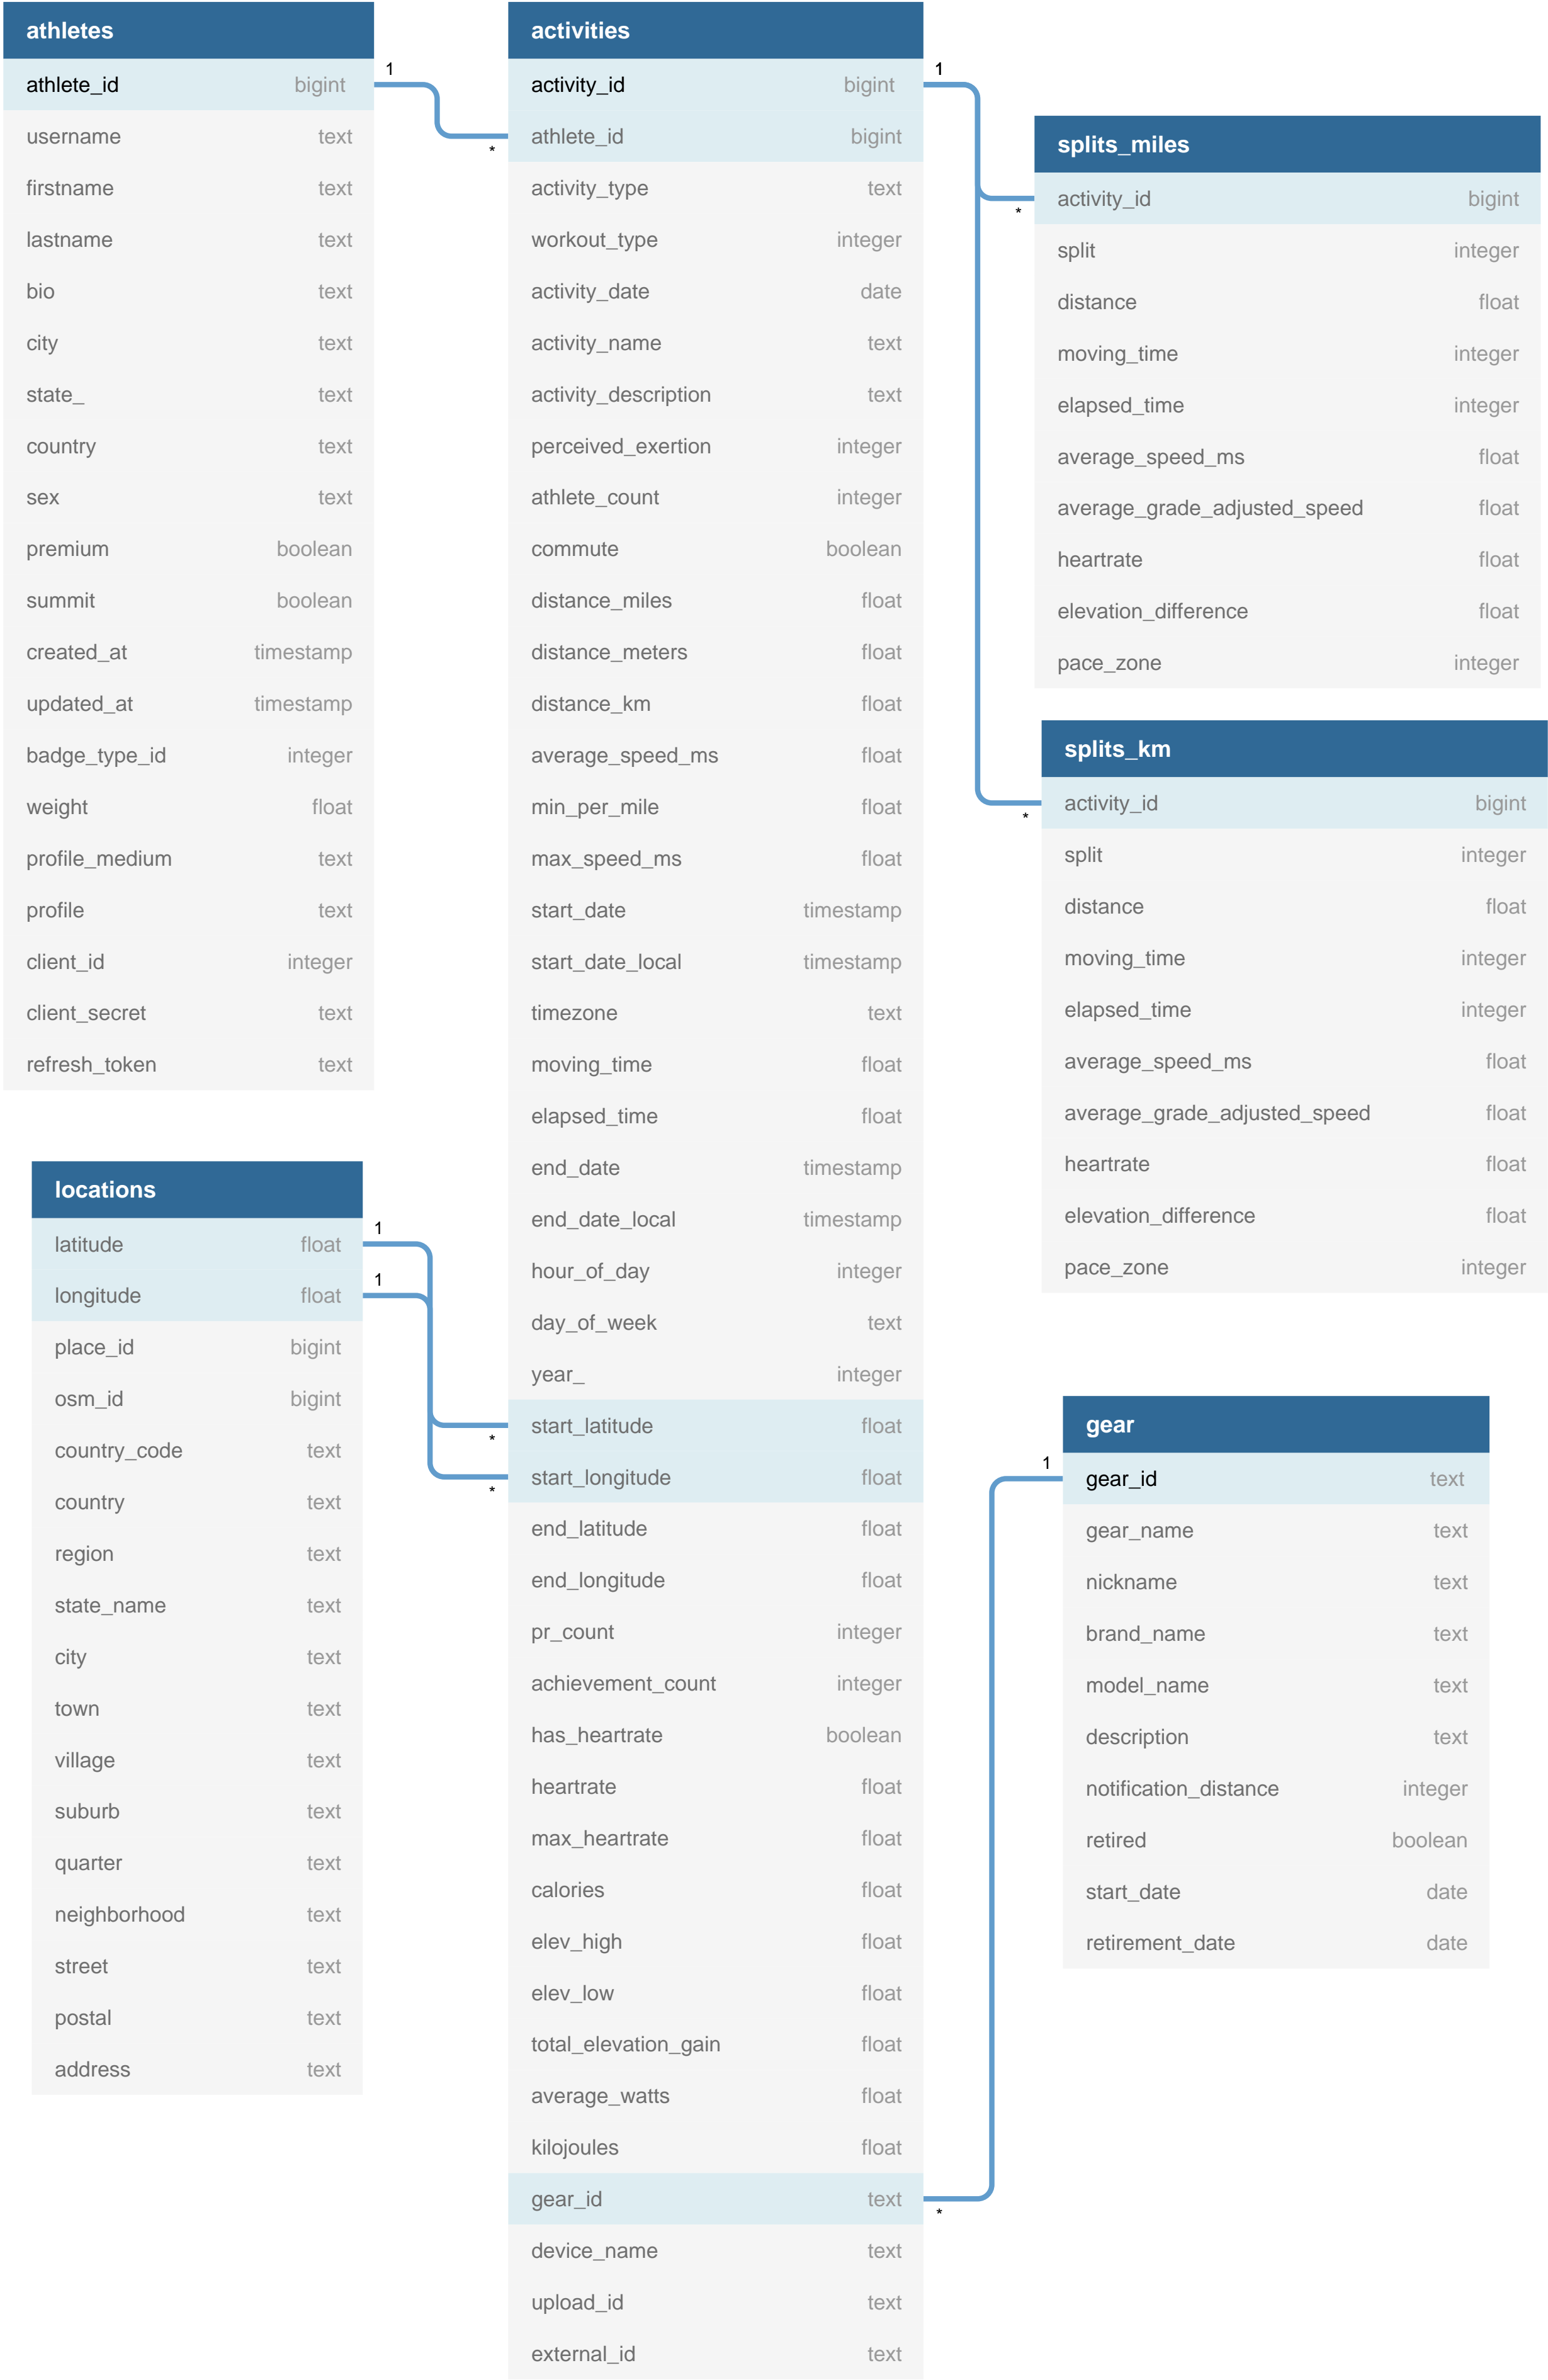 athletes
athlete_id bigint
username text
firstname text
lastname text
bio text
city text
state_ text
country text
sex text
premium boolean
summit boolean
created_at timestamp
updated_at timestamp
badge_type_id integer
weight float
profile_medium text
profile text
client_id integer
client_secret text
refresh_token text
1
*
locations
latitude float
longitude float
place_id bigint
osm_id bigint
country_code text
country text
region text
state_name text
city text
town text
village text
suburb text
quarter text
neighborhood text
street text
postal text
address text
1
1
*
*
activities
activity_id bigint
athlete_id bigint
activity_type text
workout_type integer
activity_date date
activity_name text
activity_description text
perceived_exertion integer
athlete_count integer
commute boolean
distance_miles float
distance_meters float
distance_km float
average_speed_ms float
min_per_mile float
max_speed_ms float
start_date timestamp
start_date_local timestamp
timezone text
moving_time float
elapsed_time float
end_date timestamp
end_date_local timestamp
hour_of_day integer
day_of_week text
year_ integer
start_latitude float
start_longitude float
end_latitude float
end_longitude float
pr_count integer
achievement_count integer
has_heartrate boolean
heartrate float
max_heartrate float
calories float
elev_high float
elev_low float
total_elevation_gain float
average_watts float
kilojoules float
gear_id text
device_name text
upload_id text
external_id text
1
*
*
splits_miles
activity_id bigint
split integer
distance float
moving_time integer
elapsed_time integer
average_speed_ms float
average_grade_adjusted_speed float
heartrate float
elevation_difference float
pace_zone integer
splits_km
activity_id bigint
split integer
distance float
moving_time integer
elapsed_time integer
average_speed_ms float
average_grade_adjusted_speed float
heartrate float
elevation_difference float
pace_zone integer
1
*
gear
gear_id text
gear_name text
nickname text
brand_name text
model_name text
description text
notification_distance integer
retired boolean
start_date date
retirement_date date